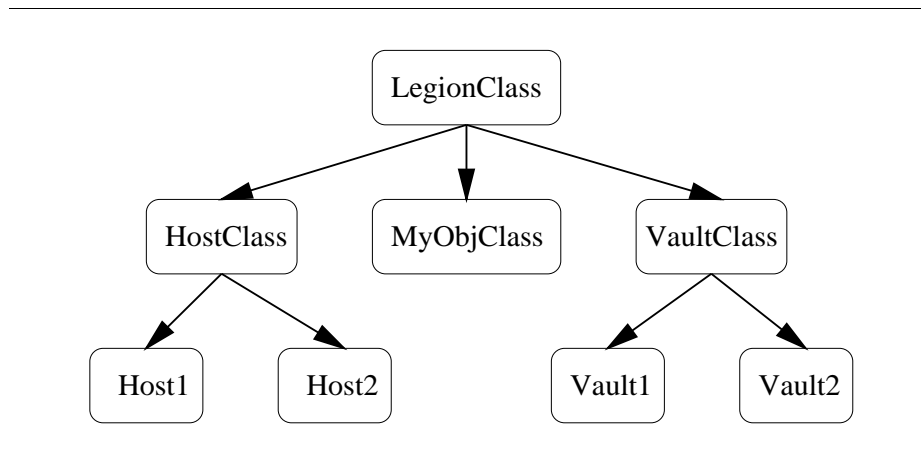 LegionClass
HostClass
MyObjClass
VaultClass
Host1
Host2
Vault1
Vault2